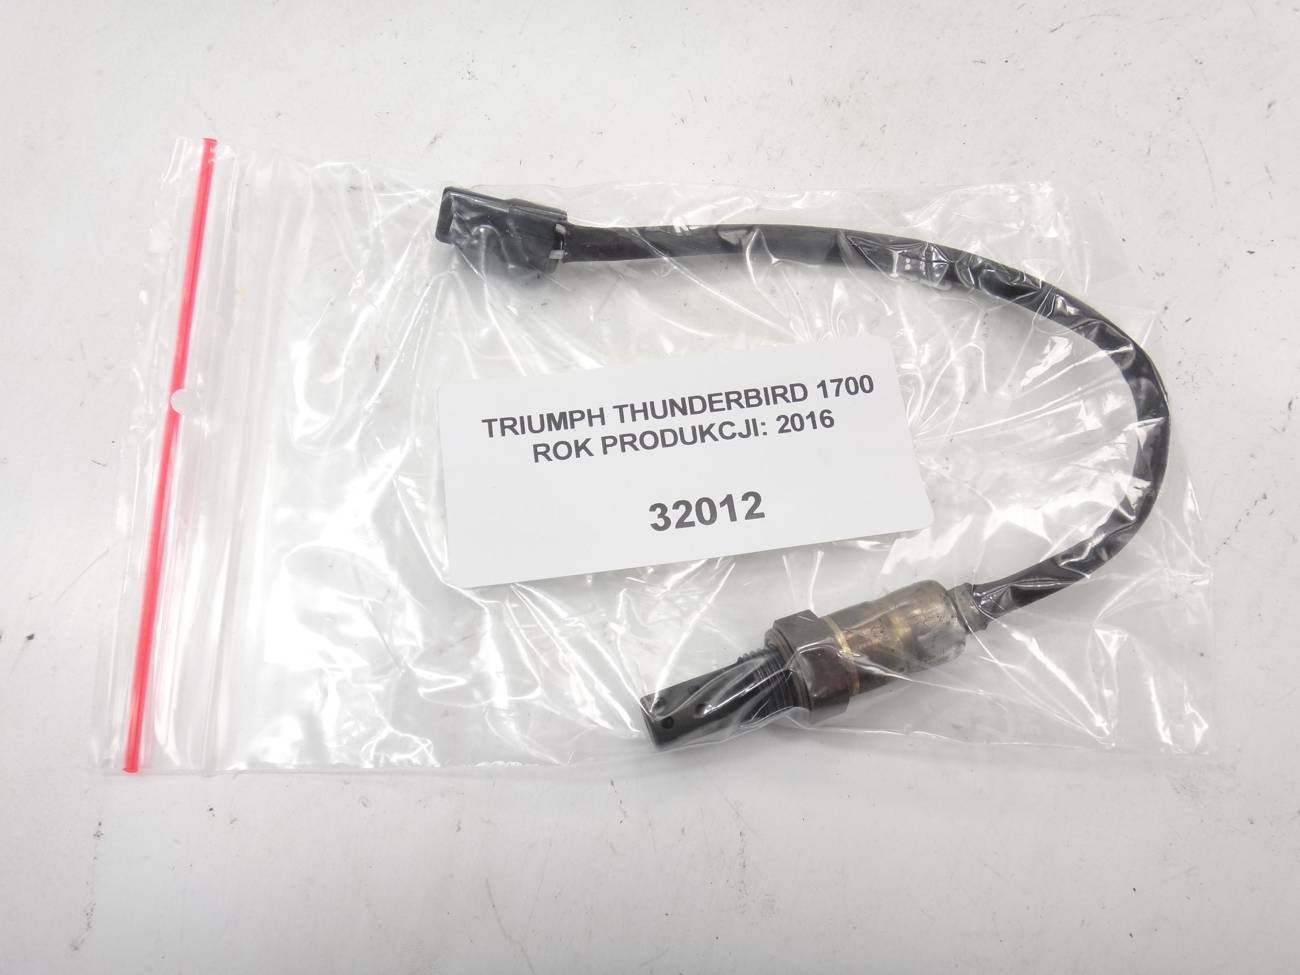 TRIUMPH THUNDERBIRD 1700
ROK PRODUKCJI: 2016
32012